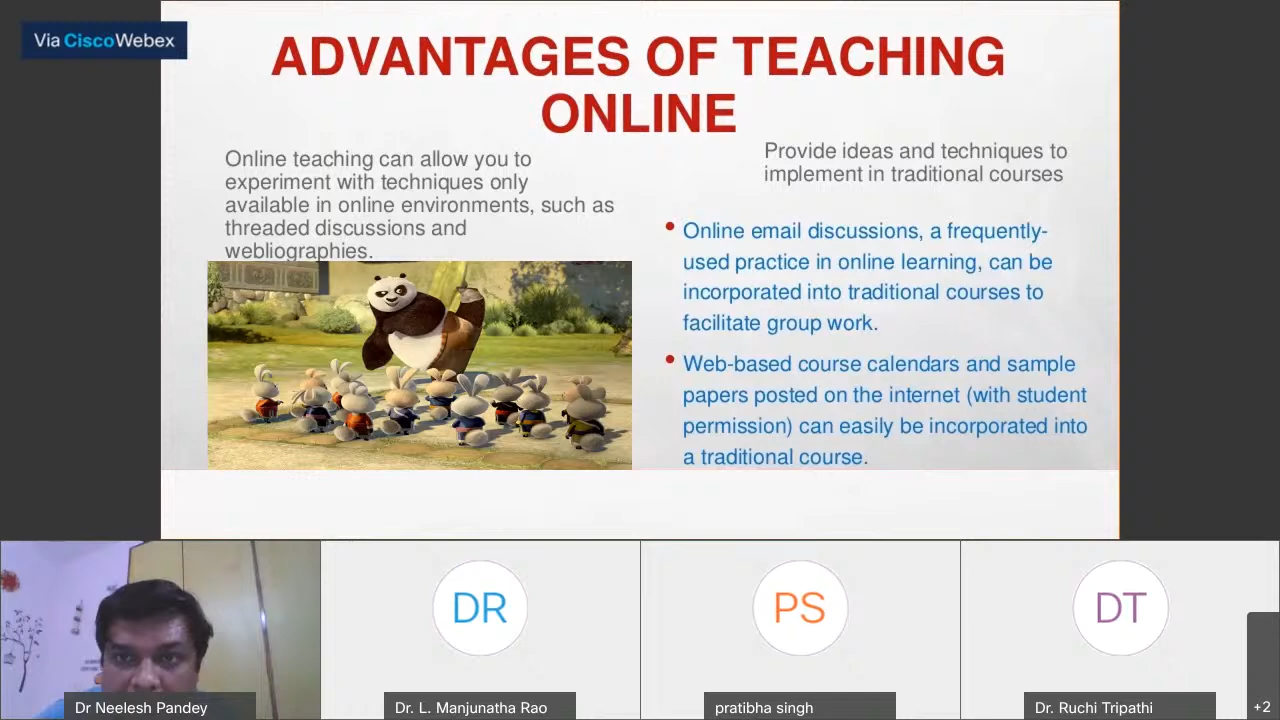 Via Cisco Webex
ADVANTAGES OF TEACHING
ONLINE
Online teaching can allow you to
experiment with techniques only
available in online environments, such as
threaded discussions and
webliographies.
Provide ideas and techniques to
implement in traditional courses
• Online email discussions, a frequently-
used practice in online learning, can be
incorporated into traditional courses to
facilitate group work.
• Web-based course calendars and sample
papers posted on the internet (with student
permission) can easily be incorporated into
a traditional course.
DR
PS
DT
Dr Neelesh Pandey
Dr. L. Manjunatha Rao
pratibha singh
Dr. Ruchi Tripathi
+2